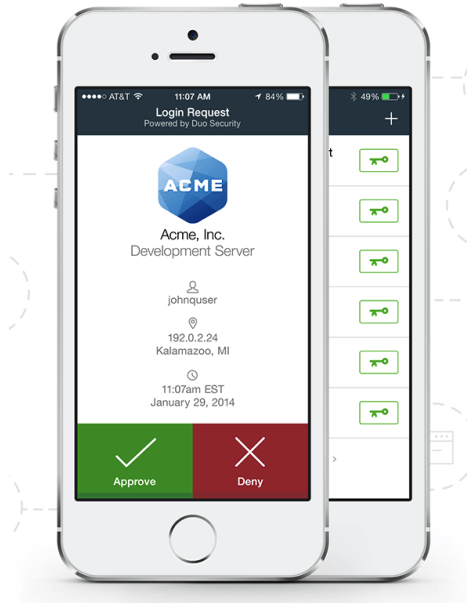 AT&T
11:07 AM
84%
Login Request
Powered by Duo Security
ACME
Acme, Inc.
Development Server
johnquser
192.0.2.24
Kalamazoo, MI
11:07am EST
January 29, 2014
Approve
Deny
49%
+
t